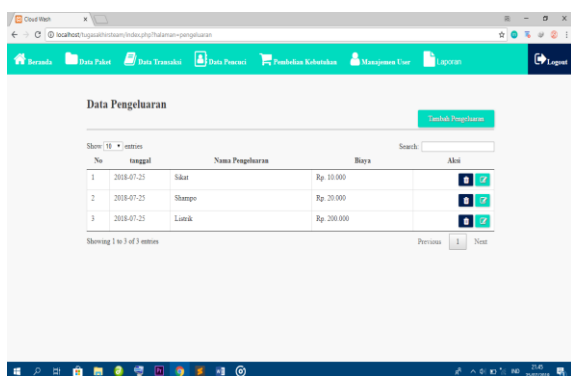 Cloud Wash
localhost/tugasakhirsteam/index.php?halaman=pengeluaran
Beranda Data Paket Data Transaksi Data Pencuci Pembelian Kebutuhan Manajemen User Laporan Logout
Data Pengeluaran
Tambah Pengeluaran
Show 10 entries Search:
No tanggal Nama Pengeluaran Biaya Aksi
1 2018-07-25 Sikat Rp. 10.000
2 2018-07-25 Shampo Rp. 20.000
3 2018-07-25 Listrik Rp. 200.000
Showing 1 to 3 of 3 entries Previous 1 Next
IND 21.45